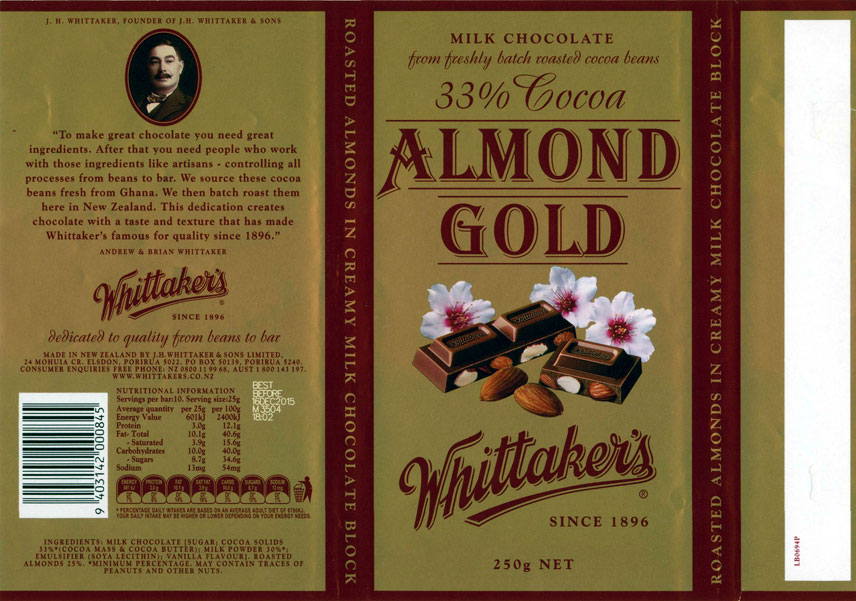 J. H. WHITTAKER, FOUNDER OF J.H. WHITTAKER & SONS
“To make great chocolate you need great
ingredients. After that you need people who work
with those ingredients like artisans - controlling all
processes from beans to bar. We source these cocoa
beans fresh from Ghana. We then batch roast them
here in New Zealand. This dedication creates
chocolate with a taste and texture that has made
Whittaker’s famous for quality since 1896.”
ANDREW & BRIAN WHITTAKER
Whittaker's ®
SINCE 1896
dedicated to quality from beans to bar
MADE IN NEW ZEALAND BY J.H.WHITTAKER & SONS LIMITED,
24 MOHUIA CR. ELSDON, PORIRUA 5022. PO BOX 50139, PORIRUA 5240.
CONSUMER ENQUIRIES FREE PHONE: NZ 0800 11 99 68, AUST 1 800 143 197.
WWW.WHITTAKERS.CO.NZ
NUTRITIONAL INFORMATION
Servings per bar:10. Serving size:25g
Average quantity per 25g per 100g
Energy Value 601kJ 2400kJ
Protein 3.0g 12.1g
Fat- Total 10.1g 40.6g
- Saturated 3.9g 15.6g
Carbohydrates 10.0g 40.0g
- Sugars 8.7g 34.6g
Sodium 13mg 54mg
BEST
BEFORE
16DEC2015
M3504
18:02
9 403142 000845
ENERGY PROTEIN FAT SAT FAT CARBS SUGARS SODIUM
* PERCENTAGE DAILY INTAKES ARE BASED ON AN AVERAGE ADULT DIET OF 8700KJ.
YOUR DAILY INTAKE MAY BE HIGHER OR LOWER DEPENDING ON YOUR ENERGY NEEDS.
INGREDIENTS: MILK CHOCOLATE [SUGAR; COCOA SOLIDS
33%*(COCOA MASS & COCOA BUTTER); MILK POWDER 30%*;
EMULSIFIER (SOYA LECITHIN); VANILLA FLAVOUR]. ROASTED
ALMONDS 25%. *MINIMUM PERCENTAGE. MAY CONTAIN TRACES OF
PEANUTS AND OTHER NUTS.
ROASTED ALMONDS IN CREAMY MILK CHOCOLATE BLOCK
MILK CHOCOLATE
from freshly batch roasted cocoa beans
33% Cocoa
ALMOND
GOLD
Whittaker's ®
SINCE 1896
250g NET
ROASTED ALMONDS IN CREAMY MILK CHOCOLATE BLOCK
LB0694P